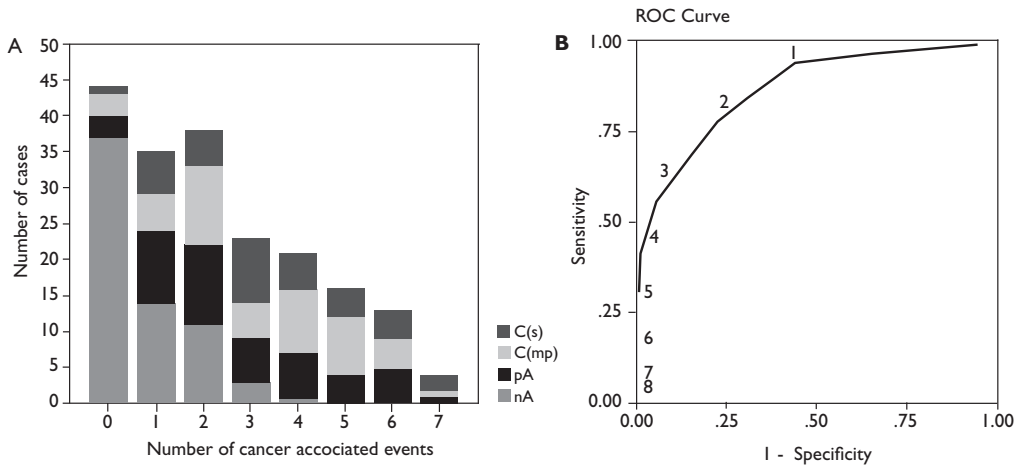 A
50
45
40
35
30
25
20
15
10
5
0
Number of cases
0 1 2 3 4 5 6 7
Number of cancer accociated events
C(s)
C(mp)
pA
nA
ROC Curve
B
1.00
.75
.50
.25
0.00
Sensitivity
1
2
3
4
5
6
7
8
0.00 .25 .50 .75 1.00
1 - Specificity